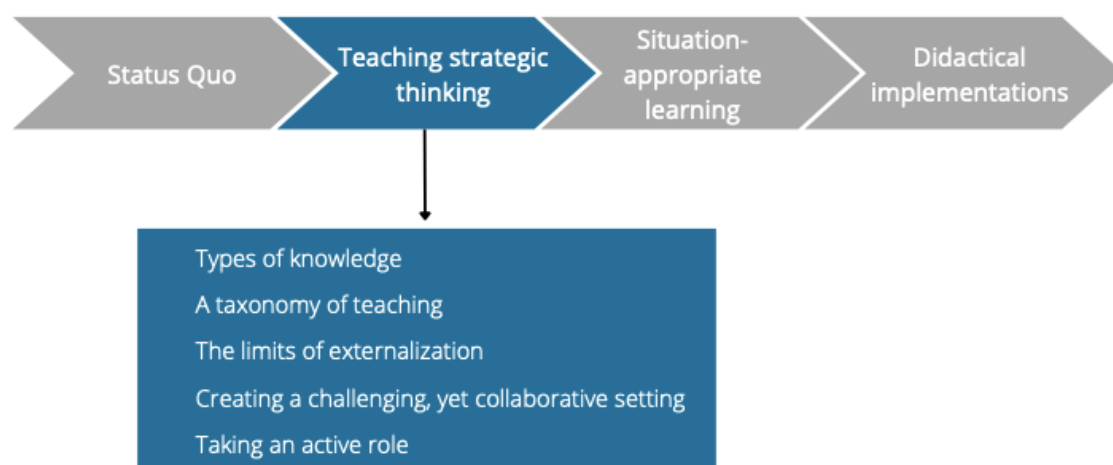 Status Quo
Teaching strategic
thinking
Situation-
appropriate
learning
Didactical
implementations
Types of knowledge
A taxonomy of teaching
The limits of externalization
Creating a challenging, yet collaborative setting
Taking an active role